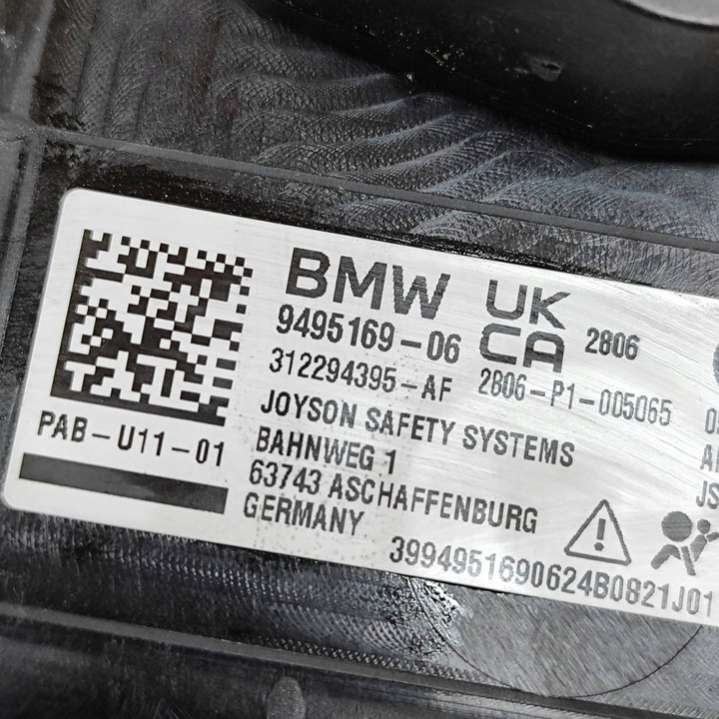 BMW UK CA 2806
9495169-06
312294395-AF 2806-P1-005065
JOYSON SAFETY SYSTEMS
BAHNWEG 1
63743 ASCHAFFENBURG
GERMANY
PAB-U11-01
3994951690624B0821J01